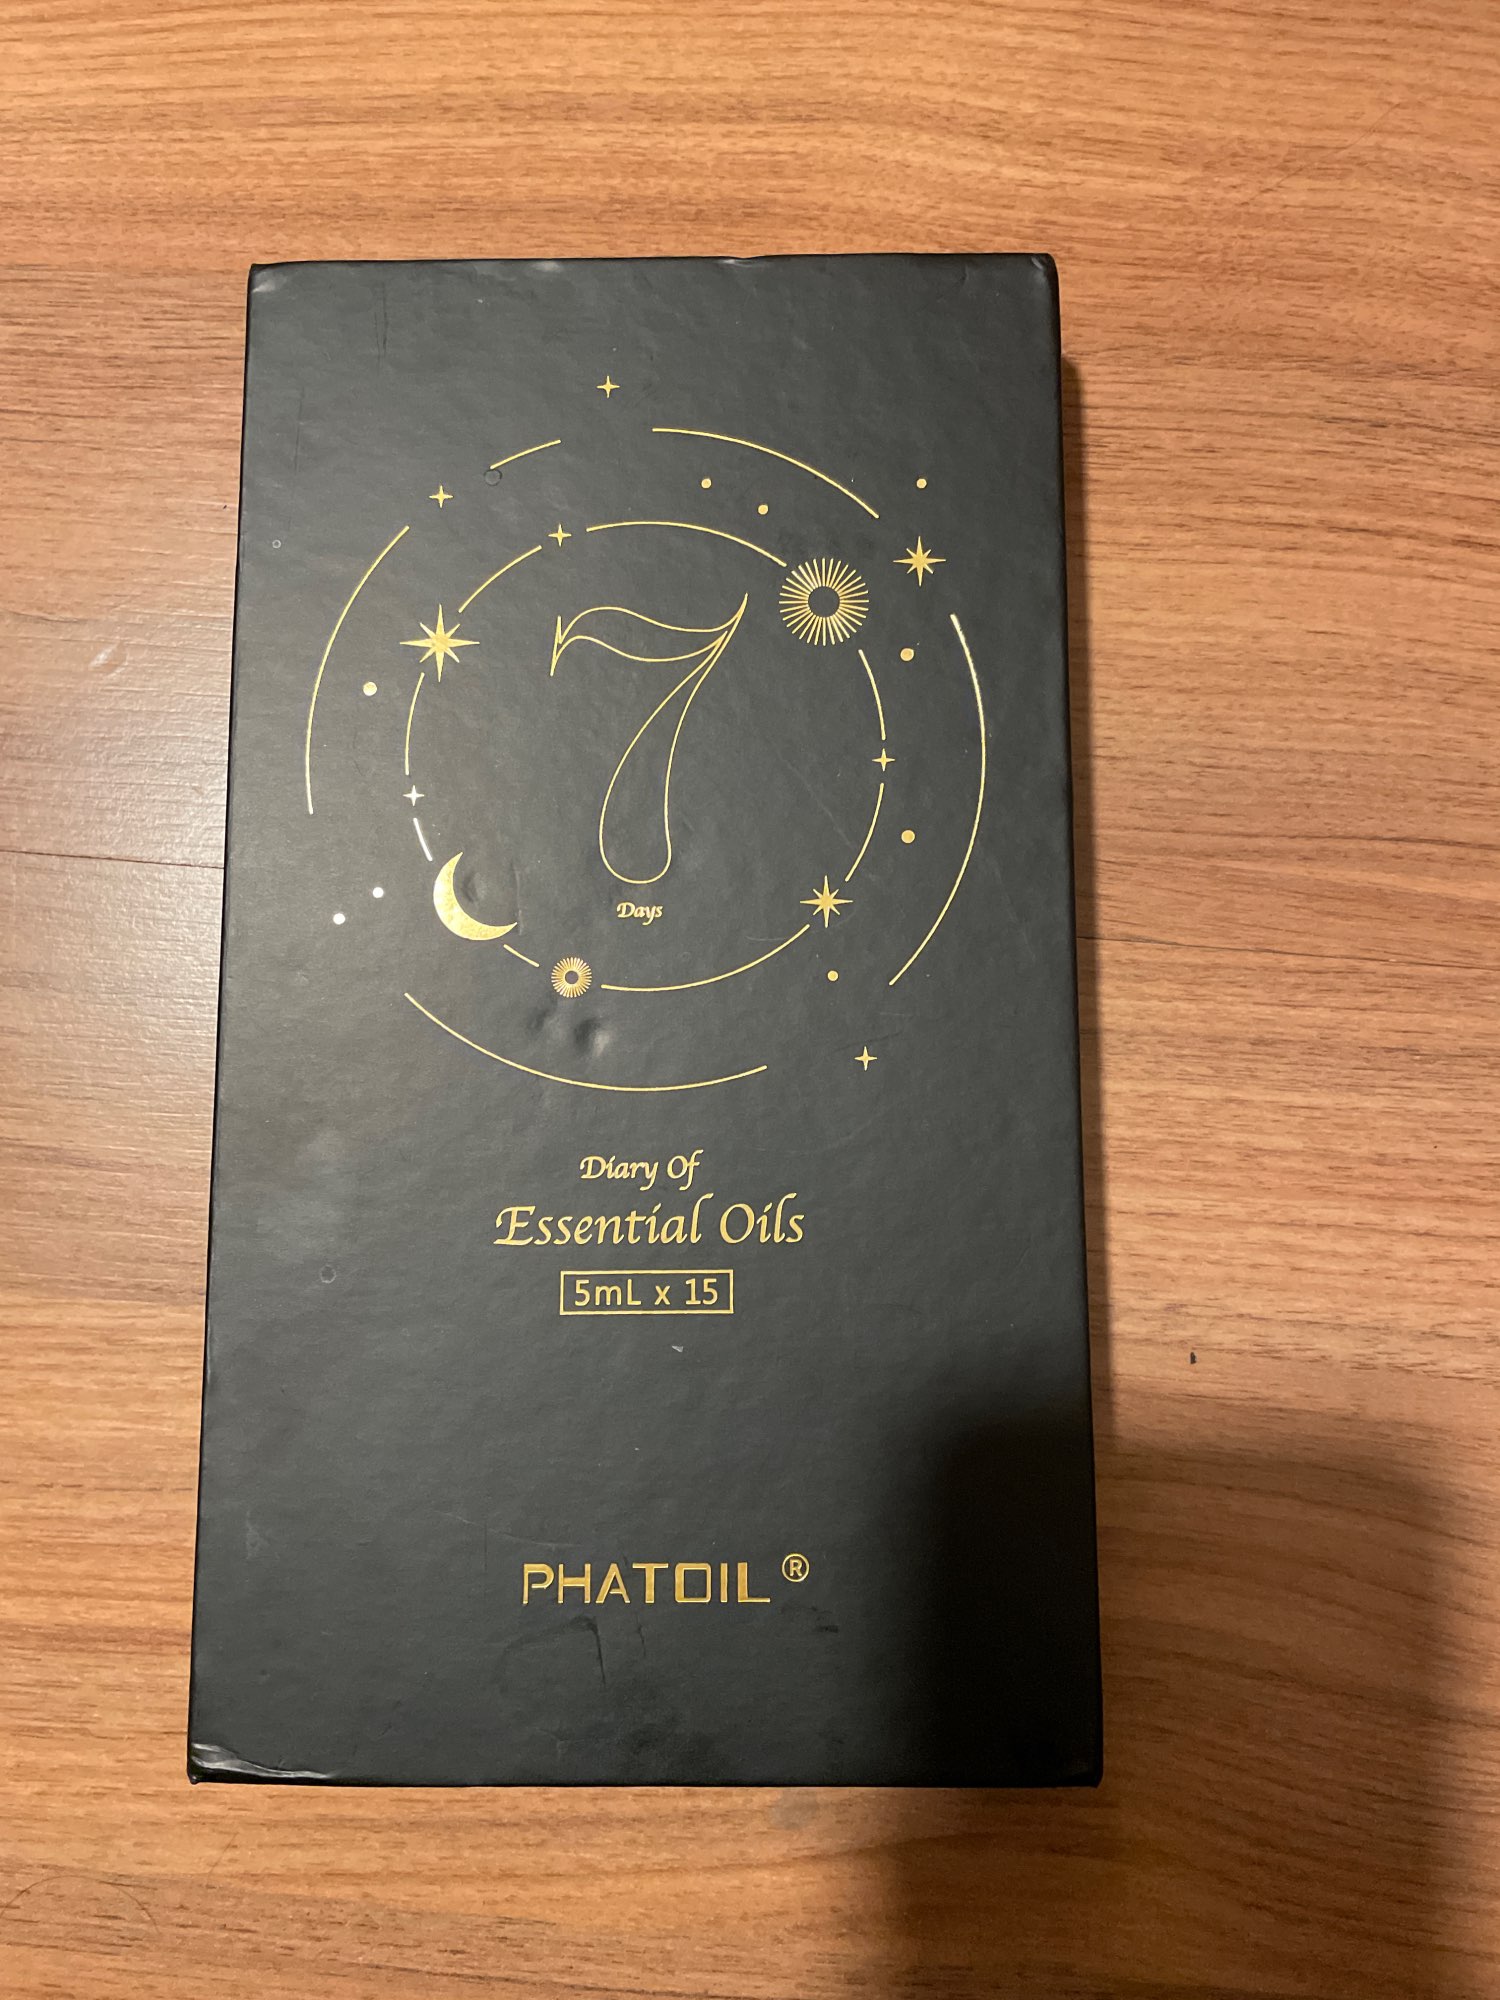 7
Days
Diary Of
Essential Oils
5mL x 15
PHATOIL®